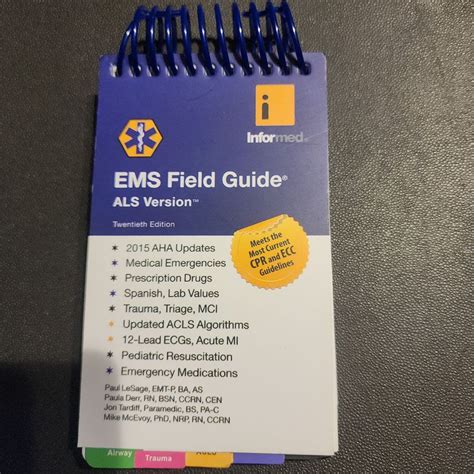 i
Informed®
EMS Field Guide®
ALS Version™
Twentieth Edition
Meets the
Most Current
CPR and ECC
Guidelines
* 2015 AHA Updates
* Medical Emergencies
* Prescription Drugs
* Spanish, Lab Values
* Trauma, Triage, MCI
* Updated ACLS Algorithms
* 12-Lead ECGs, Acute MI
* Pediatric Resuscitation
* Emergency Medications
Paul LeSage, EMT-P, BA, AS
Paula Derr, RN, BSN, CCRN, CEN
Jon Tardiff, Paramedic, BS, PA-C
Mike McEvoy, PhD, NRP, RN, CCRN
Airway
Trauma
ACLS